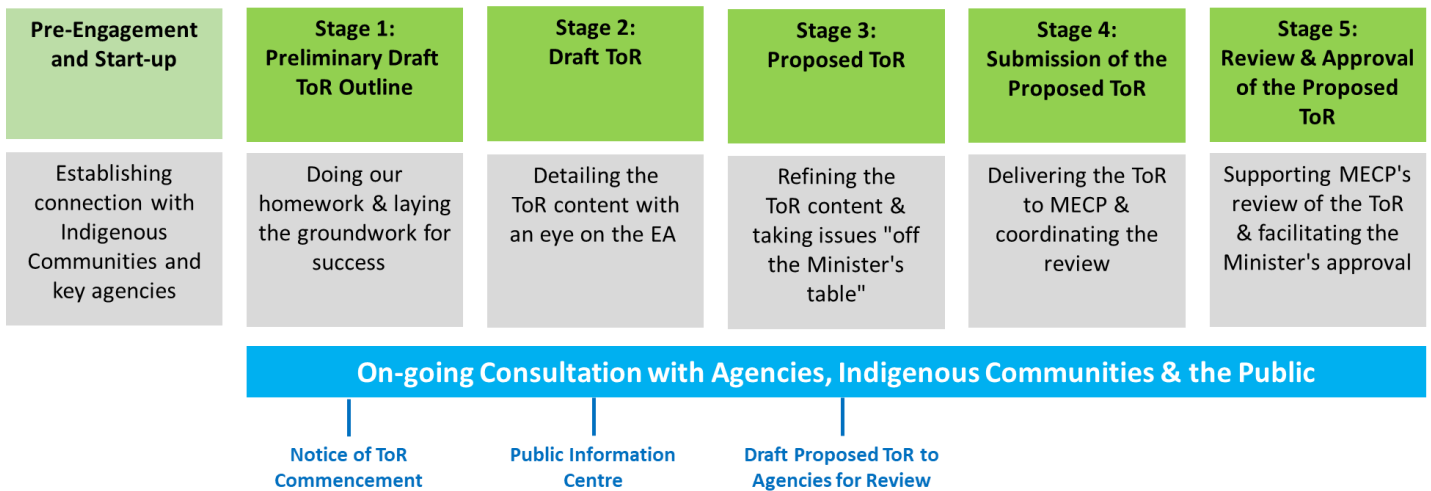 Pre-Engagement
and Start-up
Stage 1:
Preliminary Draft
ToR Outline
Stage 2:
Draft ToR
Stage 3:
Proposed ToR
Stage 4:
Submission of the
Proposed ToR
Stage 5:
Review & Approval
of the Proposed
ToR
Establishing
connection with
Indigenous
Communities and
key agencies
Doing our
homework & laying
the groundwork for
success
Detailing the
ToR content with
an eye on the EA
Refining the
ToR content &
taking issues "off
the Minister's
table"
Delivering the ToR
to MECP &
coordinating the
review
Supporting MECP's
review of the ToR
& facilitating the
Minister's approval
On-going Consultation with Agencies, Indigenous Communities & the Public
Notice of ToR
Commencement
Public Information
Centre
Draft Proposed ToR to
Agencies for Review